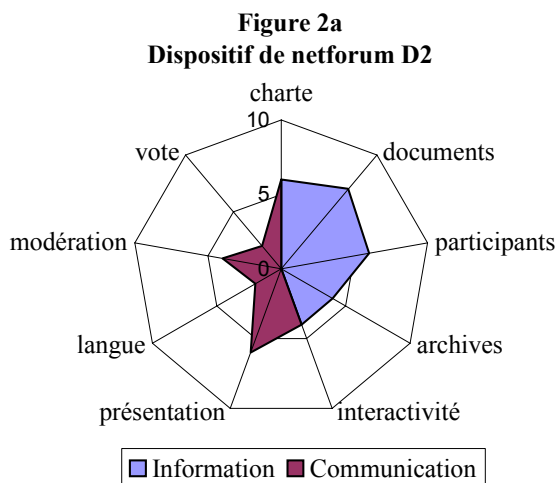 Figure 2a
Dispositif de netforum D2
charte
10
vote
documents
5
modération
participants
0
langue
archives
présentation
interactivité
Information
Communication